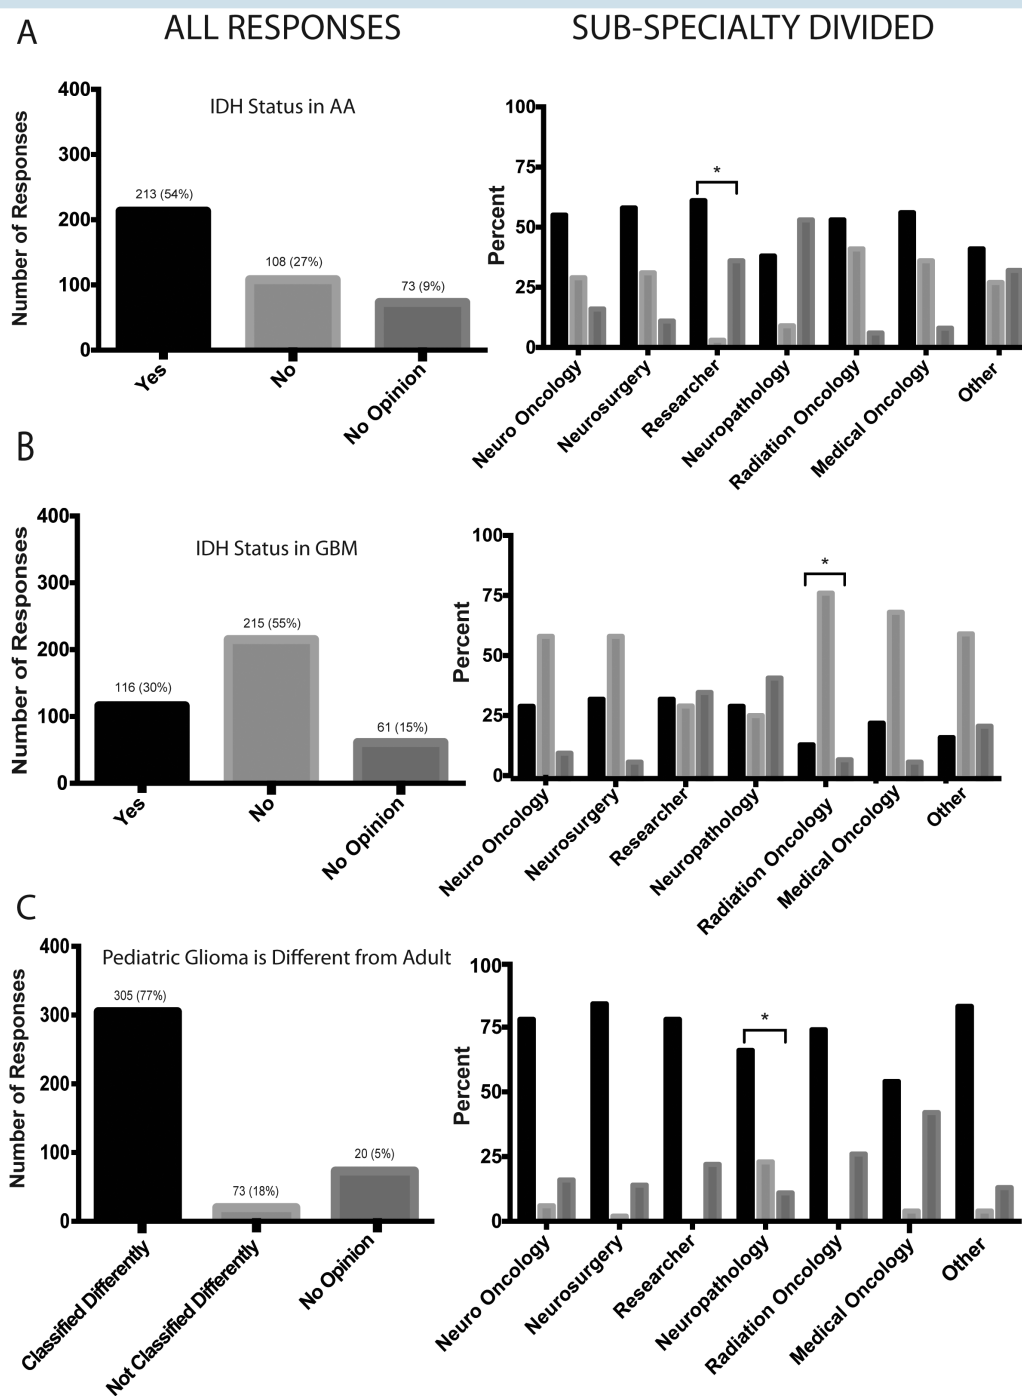 A
ALL RESPONSES
SUB-SPECIALTY DIVIDED
IDH Status in AA
Number of Responses
400
300
200
100
0
213 (54%)
108 (27%)
73 (9%)
Yes
No
No Opinion
Percent
100
75
50
25
0
*
Neuro Oncology
Neurosurgery
Researcher
Neuropathology
Radiation Oncology
Medical Oncology
Other
B
IDH Status in GBM
Number of Responses
400
300
200
100
0
116 (30%)
215 (55%)
61 (15%)
Yes
No
No Opinion
Percent
100
75
50
25
0
*
Neuro Oncology
Neurosurgery
Researcher
Neuropathology
Radiation Oncology
Medical Oncology
Other
C
Pediatric Glioma is Different from Adult
Number of Responses
400
300
200
100
0
305 (77%)
73 (18%)
20 (5%)
Classified Differently
Not Classified Differently
No Opinion
Percent
100
75
50
25
0
*
Neuro Oncology
Neurosurgery
Researcher
Neuropathology
Radiation Oncology
Medical Oncology
Other